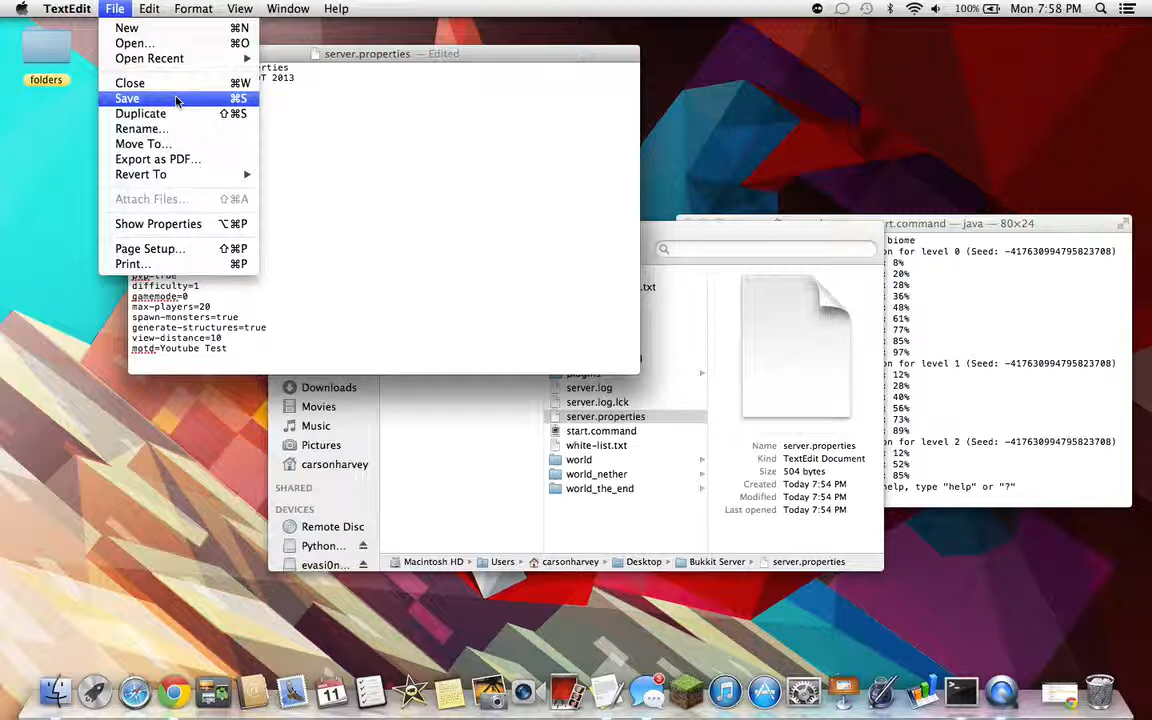 TextEdit File Edit Format View Window Help 100% Mon 7:58 PM
folders
New ⌘N
Open... ⌘O
Open Recent
Close ⌘W
Save ⌘S
Duplicate ⇧⌘S
Rename...
Move To...
Export as PDF...
Revert To
Attach Files... ⇧⌘A
Show Properties ⌥⌘P
Page Setup... ⇧⌘P
Print... ⌘P
server.properties — Edited
2013
difficulty=1
gamemode=0
max-players=20
spawn-monsters=true
generate-structures=true
view-distance=10
motd=Youtube Test
Downloads
Movies
Music
Pictures
carsonharvey
SHARED
DEVICES
Remote Disc
Python...
evasi0n...
.txt
server.log
server.log.lck
server.properties
start.command
white-list.txt
world
world_nether
world_the_end
Name server.properties
Kind TextEdit Document
Size 504 bytes
Created Today 7:54 PM
Modified Today 7:54 PM
Last opened Today 7:54 PM
Macintosh HD Users carsonharvey Desktop Bukkit Server server.properties
rt.command — java — 80×24
biome
on for level 0 (Seed: -417630994795823708)
8%
20%
28%
36%
48%
61%
77%
85%
97%
on for level 1 (Seed: -417630994795823708)
12%
28%
40%
56%
73%
89%
on for level 2 (Seed: -417630994795823708)
12%
52%
85%
help, type "help" or "?"
11
3